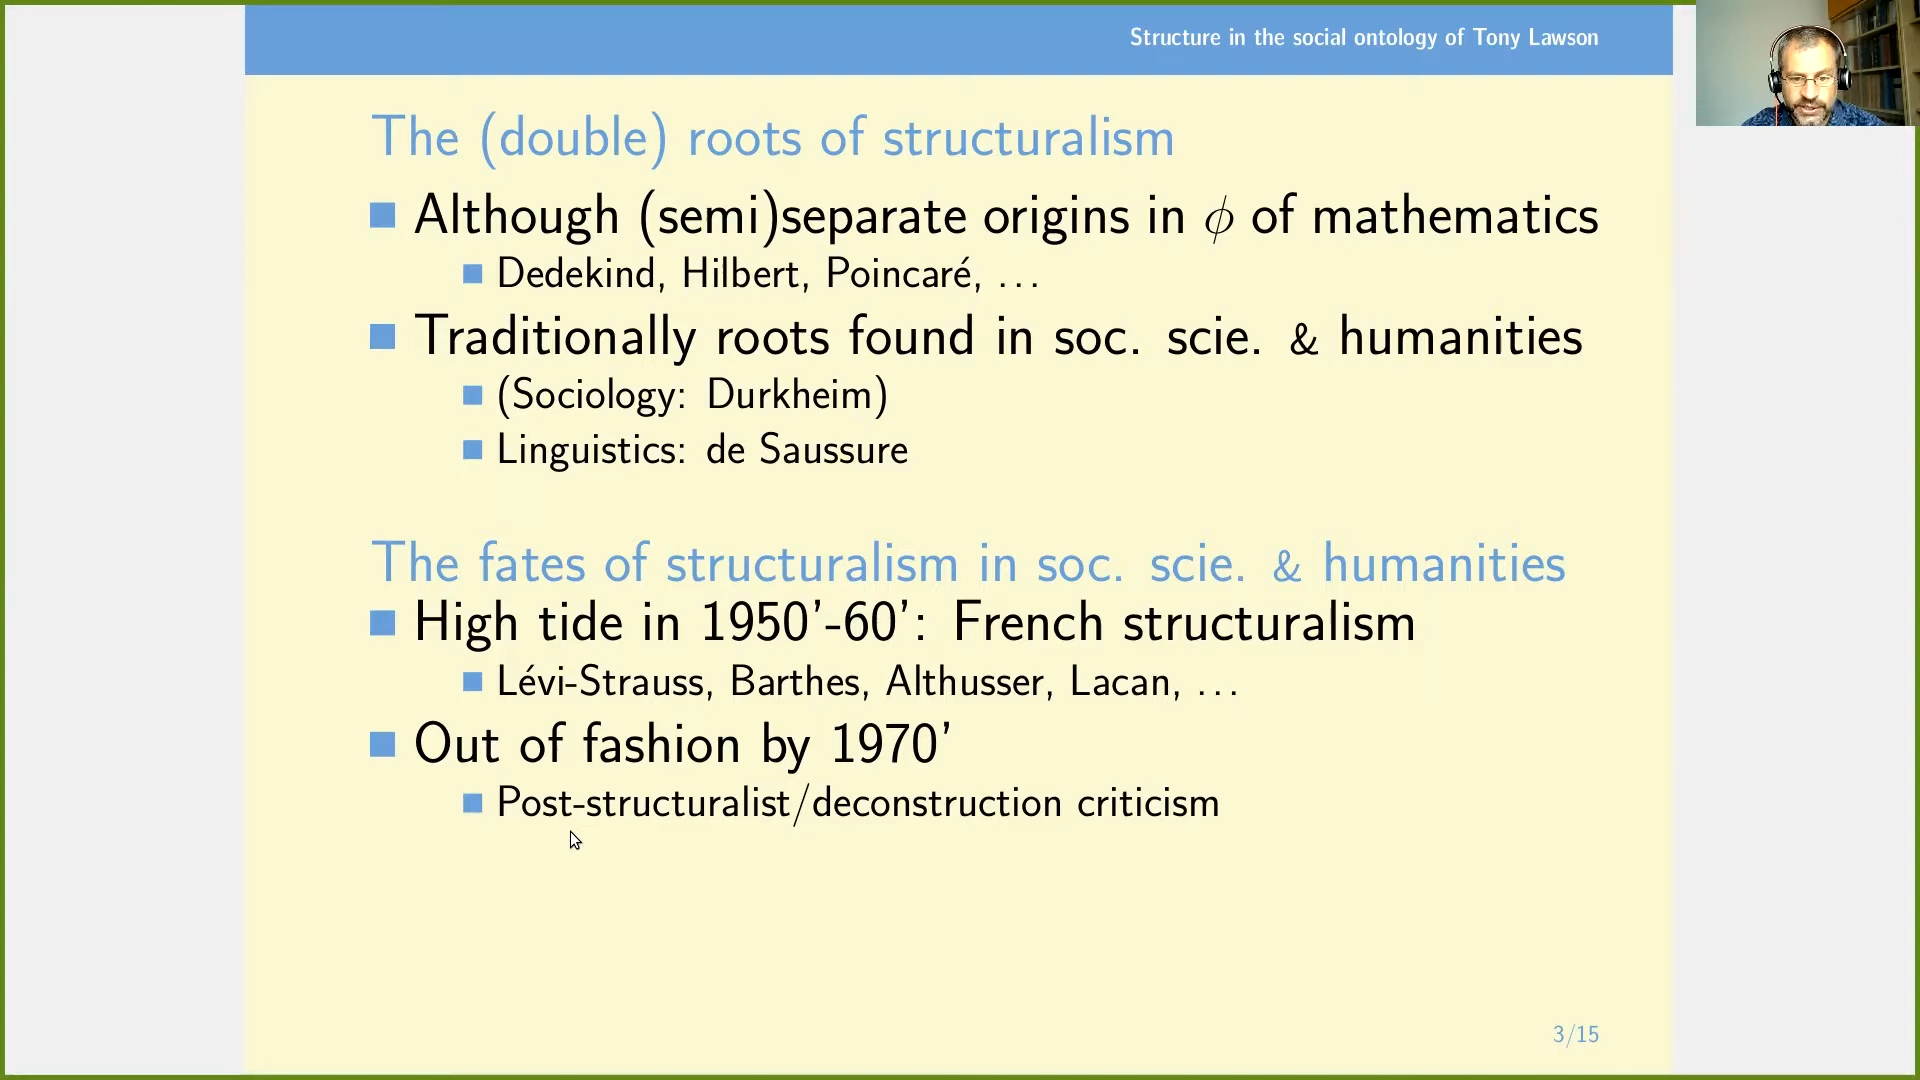 Structure in the social ontology of Tony Lawson
The (double) roots of structuralism
Although (semi)separate origins in ϕ of mathematics
Dedekind, Hilbert, Poincaré, ...
Traditionally roots found in soc. scie. & humanities
(Sociology: Durkheim)
Linguistics: de Saussure
The fates of structuralism in soc. scie. & humanities
High tide in 1950'-60': French structuralism
Lévi-Strauss, Barthes, Althusser, Lacan, ...
Out of fashion by 1970'
Post-structuralist/deconstruction criticism
3/15